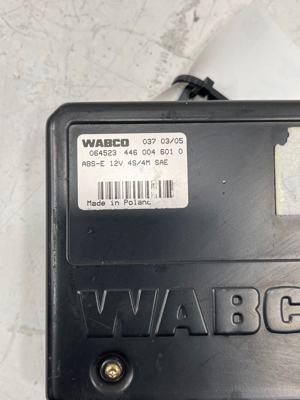 WABCO 037 03/05
064523 446 004 601 0
ABS-E 12V 4S/4M SAE
Made in Poland
WABC